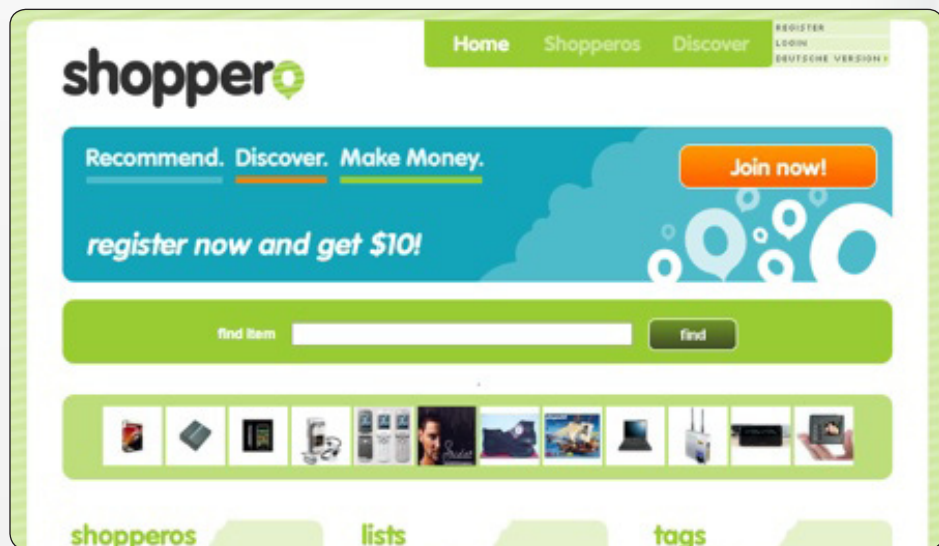 Home Shopperos Discover
REGISTER
LOGIN
DEUTSCHE VERSION
shoppero
Recommend. Discover. Make Money.
Join now!
register now and get $10!
find item
find
shopperos lists tags